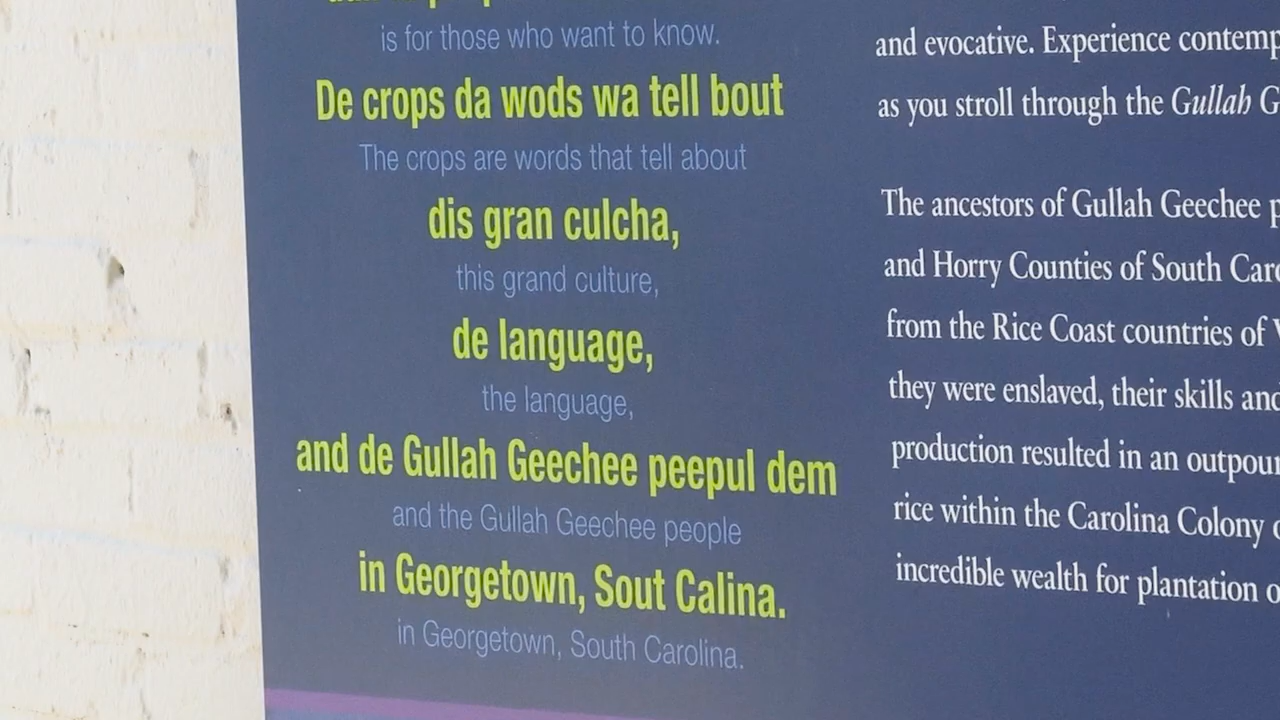 is for those who want to know.
De crops da wods wa tell bout
The crops are words that tell about
dis gran culcha,
this grand culture,
de language,
the language,
and de Gullah Geechee peepul dem
and the Gullah Geechee people
in Georgetown, Sout Calina.
in Georgetown, South Carolina.
and evocative. Experience contemp
as you stroll through the Gullah G
The ancestors of Gullah Geechee p
and Horry Counties of South Caro
from the Rice Coast countries of
they were enslaved, their skills and
production resulted in an outpour
rice within the Carolina Colony
incredible wealth for plantation o